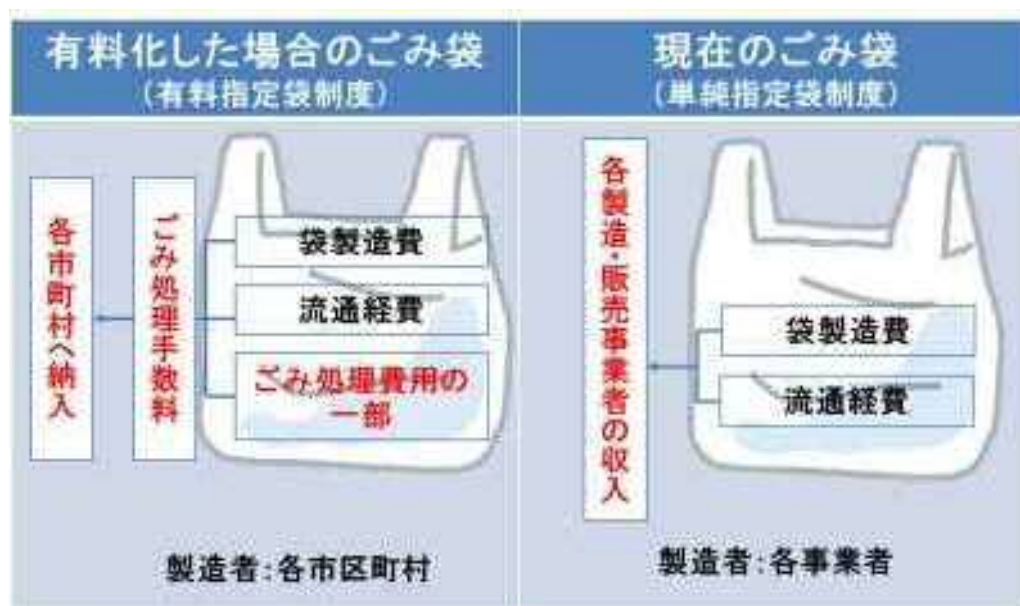 有料化した場合のごみ袋
（有料指定袋制度）
各市町村へ納入
ごみ処理手数料
袋製造費
流通経費
ごみ処理費用の
一部
製造者：各市区町村
現在のごみ袋
（単純指定袋制度）
各製造・販売事業者の収入
袋製造費
流通経費
製造者：各事業者